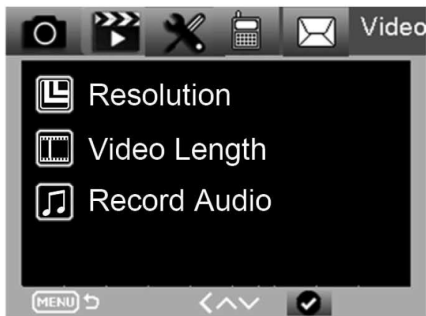 Video
Resolution
Video Length
Record Audio
MENU